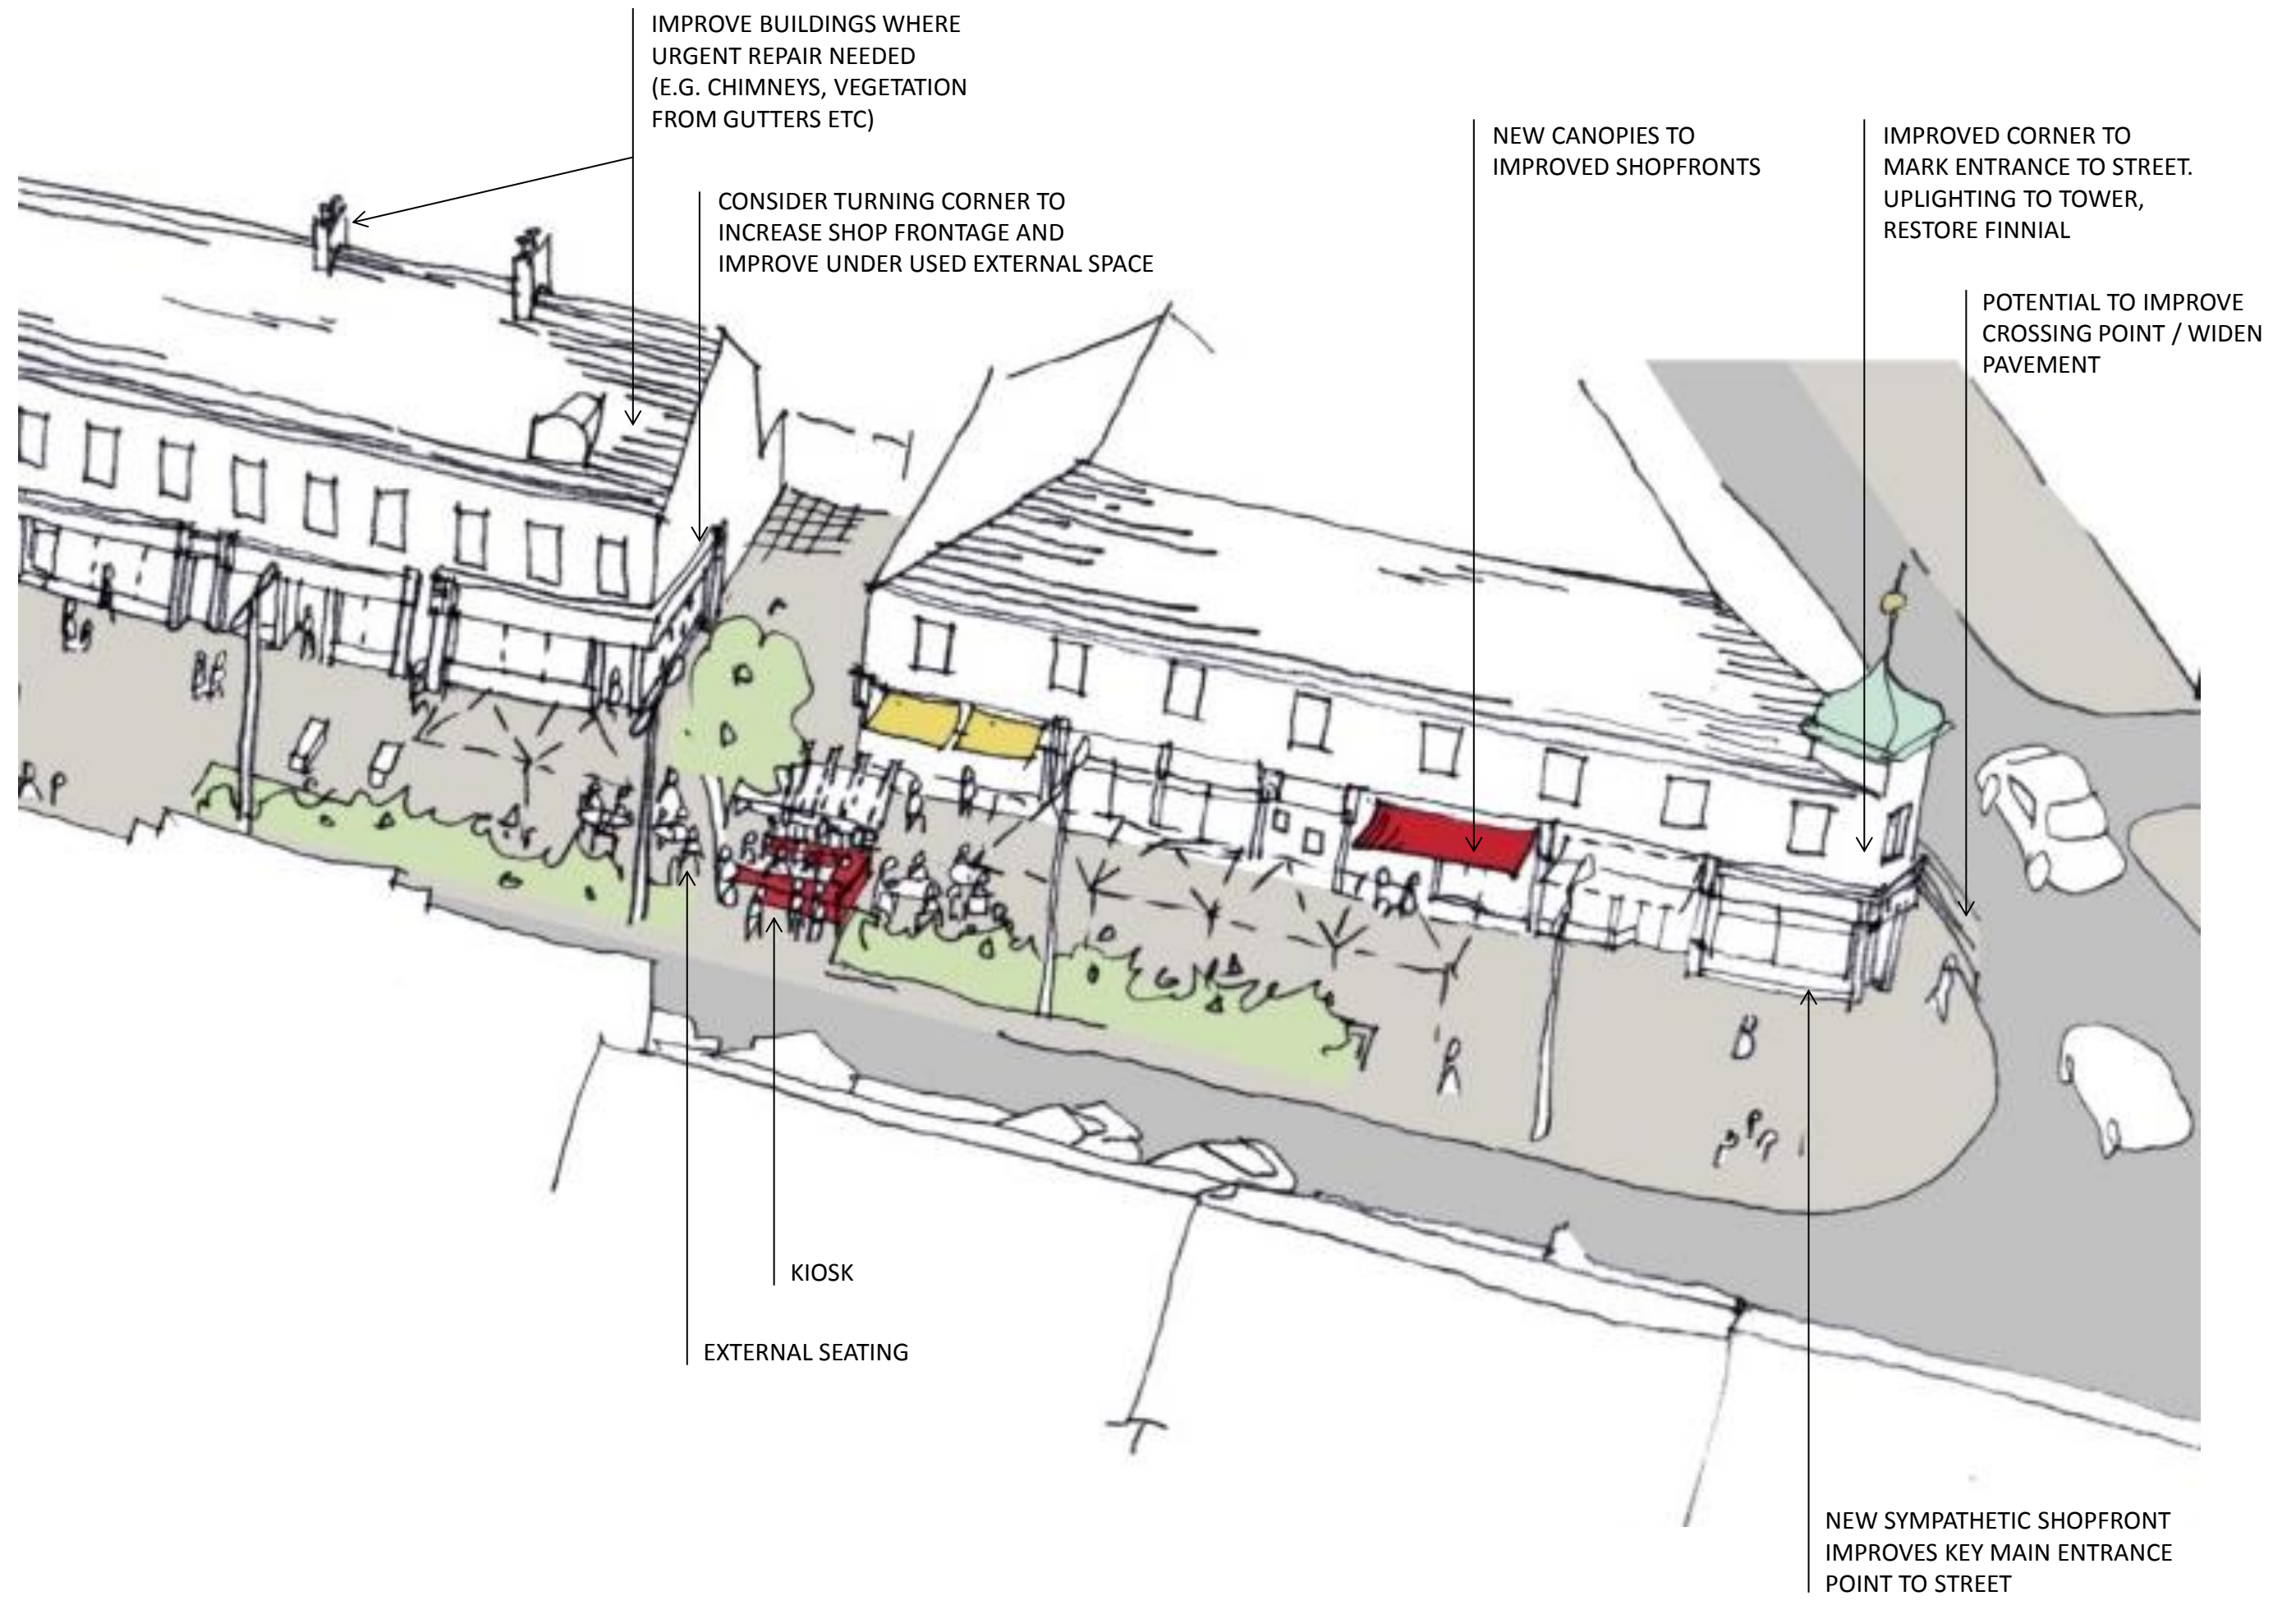 IMPROVE BUILDINGS WHERE
URGENT REPAIR NEEDED
(E.G. CHIMNEYS, VEGETATION
FROM GUTTERS ETC)
CONSIDER TURNING CORNER TO
INCREASE SHOP FRONTAGE AND
IMPROVE UNDER USED EXTERNAL SPACE
NEW CANOPIES TO
IMPROVED SHOPFRONTS
IMPROVED CORNER TO
MARK ENTRANCE TO STREET.
UPLIGHTING TO TOWER,
RESTORE FINNIAL
POTENTIAL TO IMPROVE
CROSSING POINT / WIDEN
PAVEMENT
KIOSK
EXTERNAL SEATING
NEW SYMPATHETIC SHOPFRONT
IMPROVES KEY MAIN ENTRANCE
POINT TO STREET